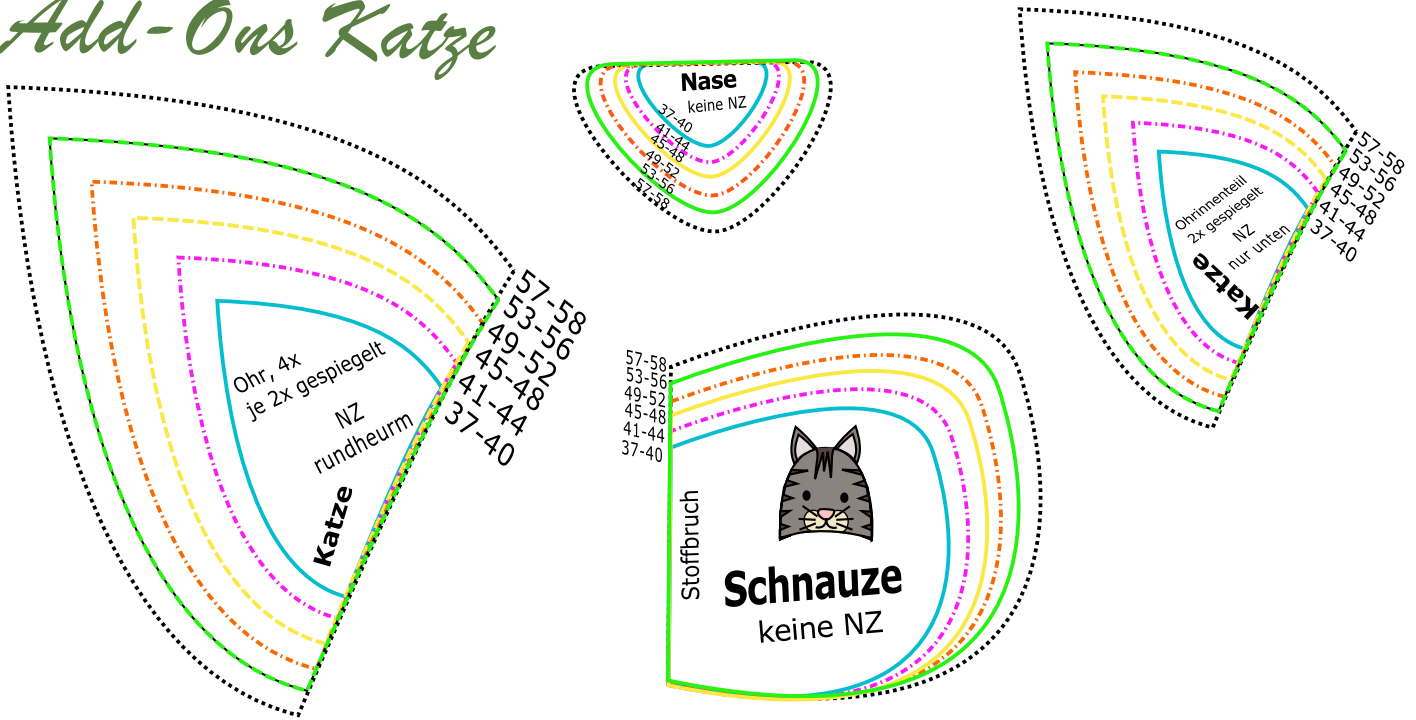 Add-Ons Katze
57-58
53-56
49-52
45-48
41-44
37-40
Ohr, 4x
je 2x gespiegelt
NZ
rundheurm
Katze
Nase
keine NZ
37-40
41-44
45-48
49-52
53-56
57-58
57-58
53-56
49-52
45-48
41-44
37-40
Ohrinnenteiil
2x gespiegelt
NZ
nur unten
Katze
57-58
53-56
49-52
45-48
41-44
37-40
Stoffbruch
Schnauze
keine NZ